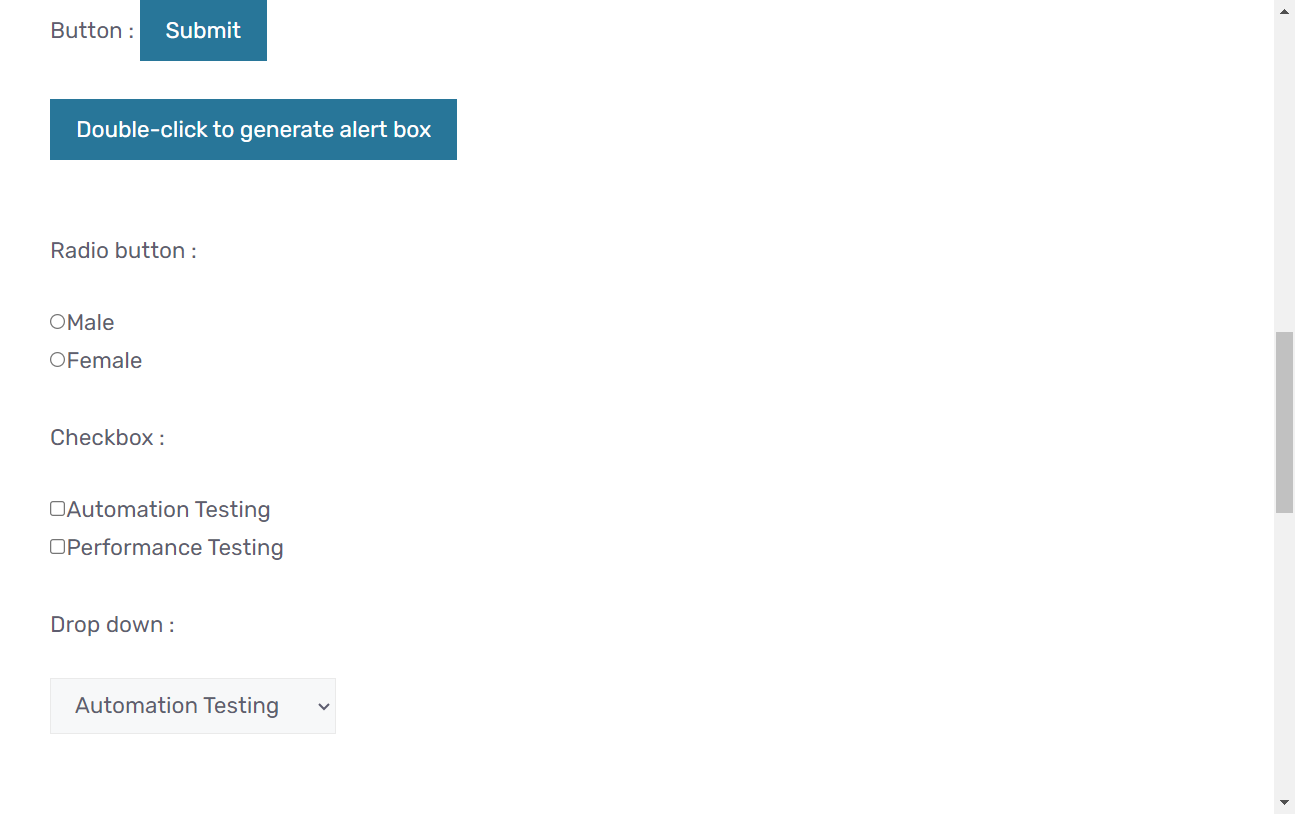 Button : Submit
Double-click to generate alert box
Radio button :
Male
Female
Checkbox :
Automation Testing
Performance Testing
Drop down :
Automation Testing